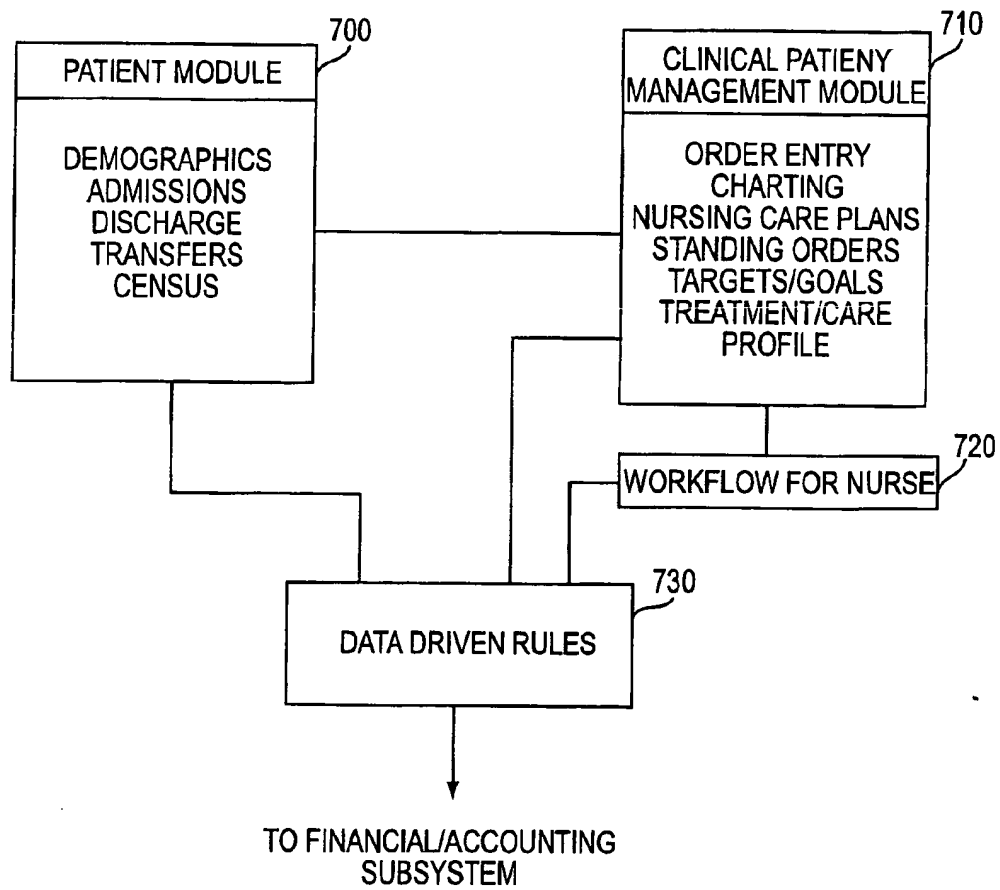 700
PATIENT MODULE
DEMOGRAPHICS
ADMISSIONS
DISCHARGE
TRANSFERS
CENSUS
710
CLINICAL PATIENY
MANAGEMENT MODULE
ORDER ENTRY
CHARTING
NURSING CARE PLANS
STANDING ORDERS
TARGETS/GOALS
TREATMENT/CARE
PROFILE
720
WORKFLOW FOR NURSE
730
DATA DRIVEN RULES
TO FINANCIAL/ACCOUNTING
SUBSYSTEM